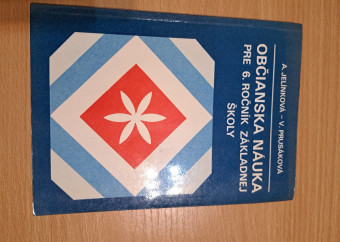 A. JELÍNKOVÁ – V. PRUSÁKOVÁ
OBČIANSKA NÁUKA
PRE 6. ROČNÍK ZÁKLADNEJ
ŠKOLY